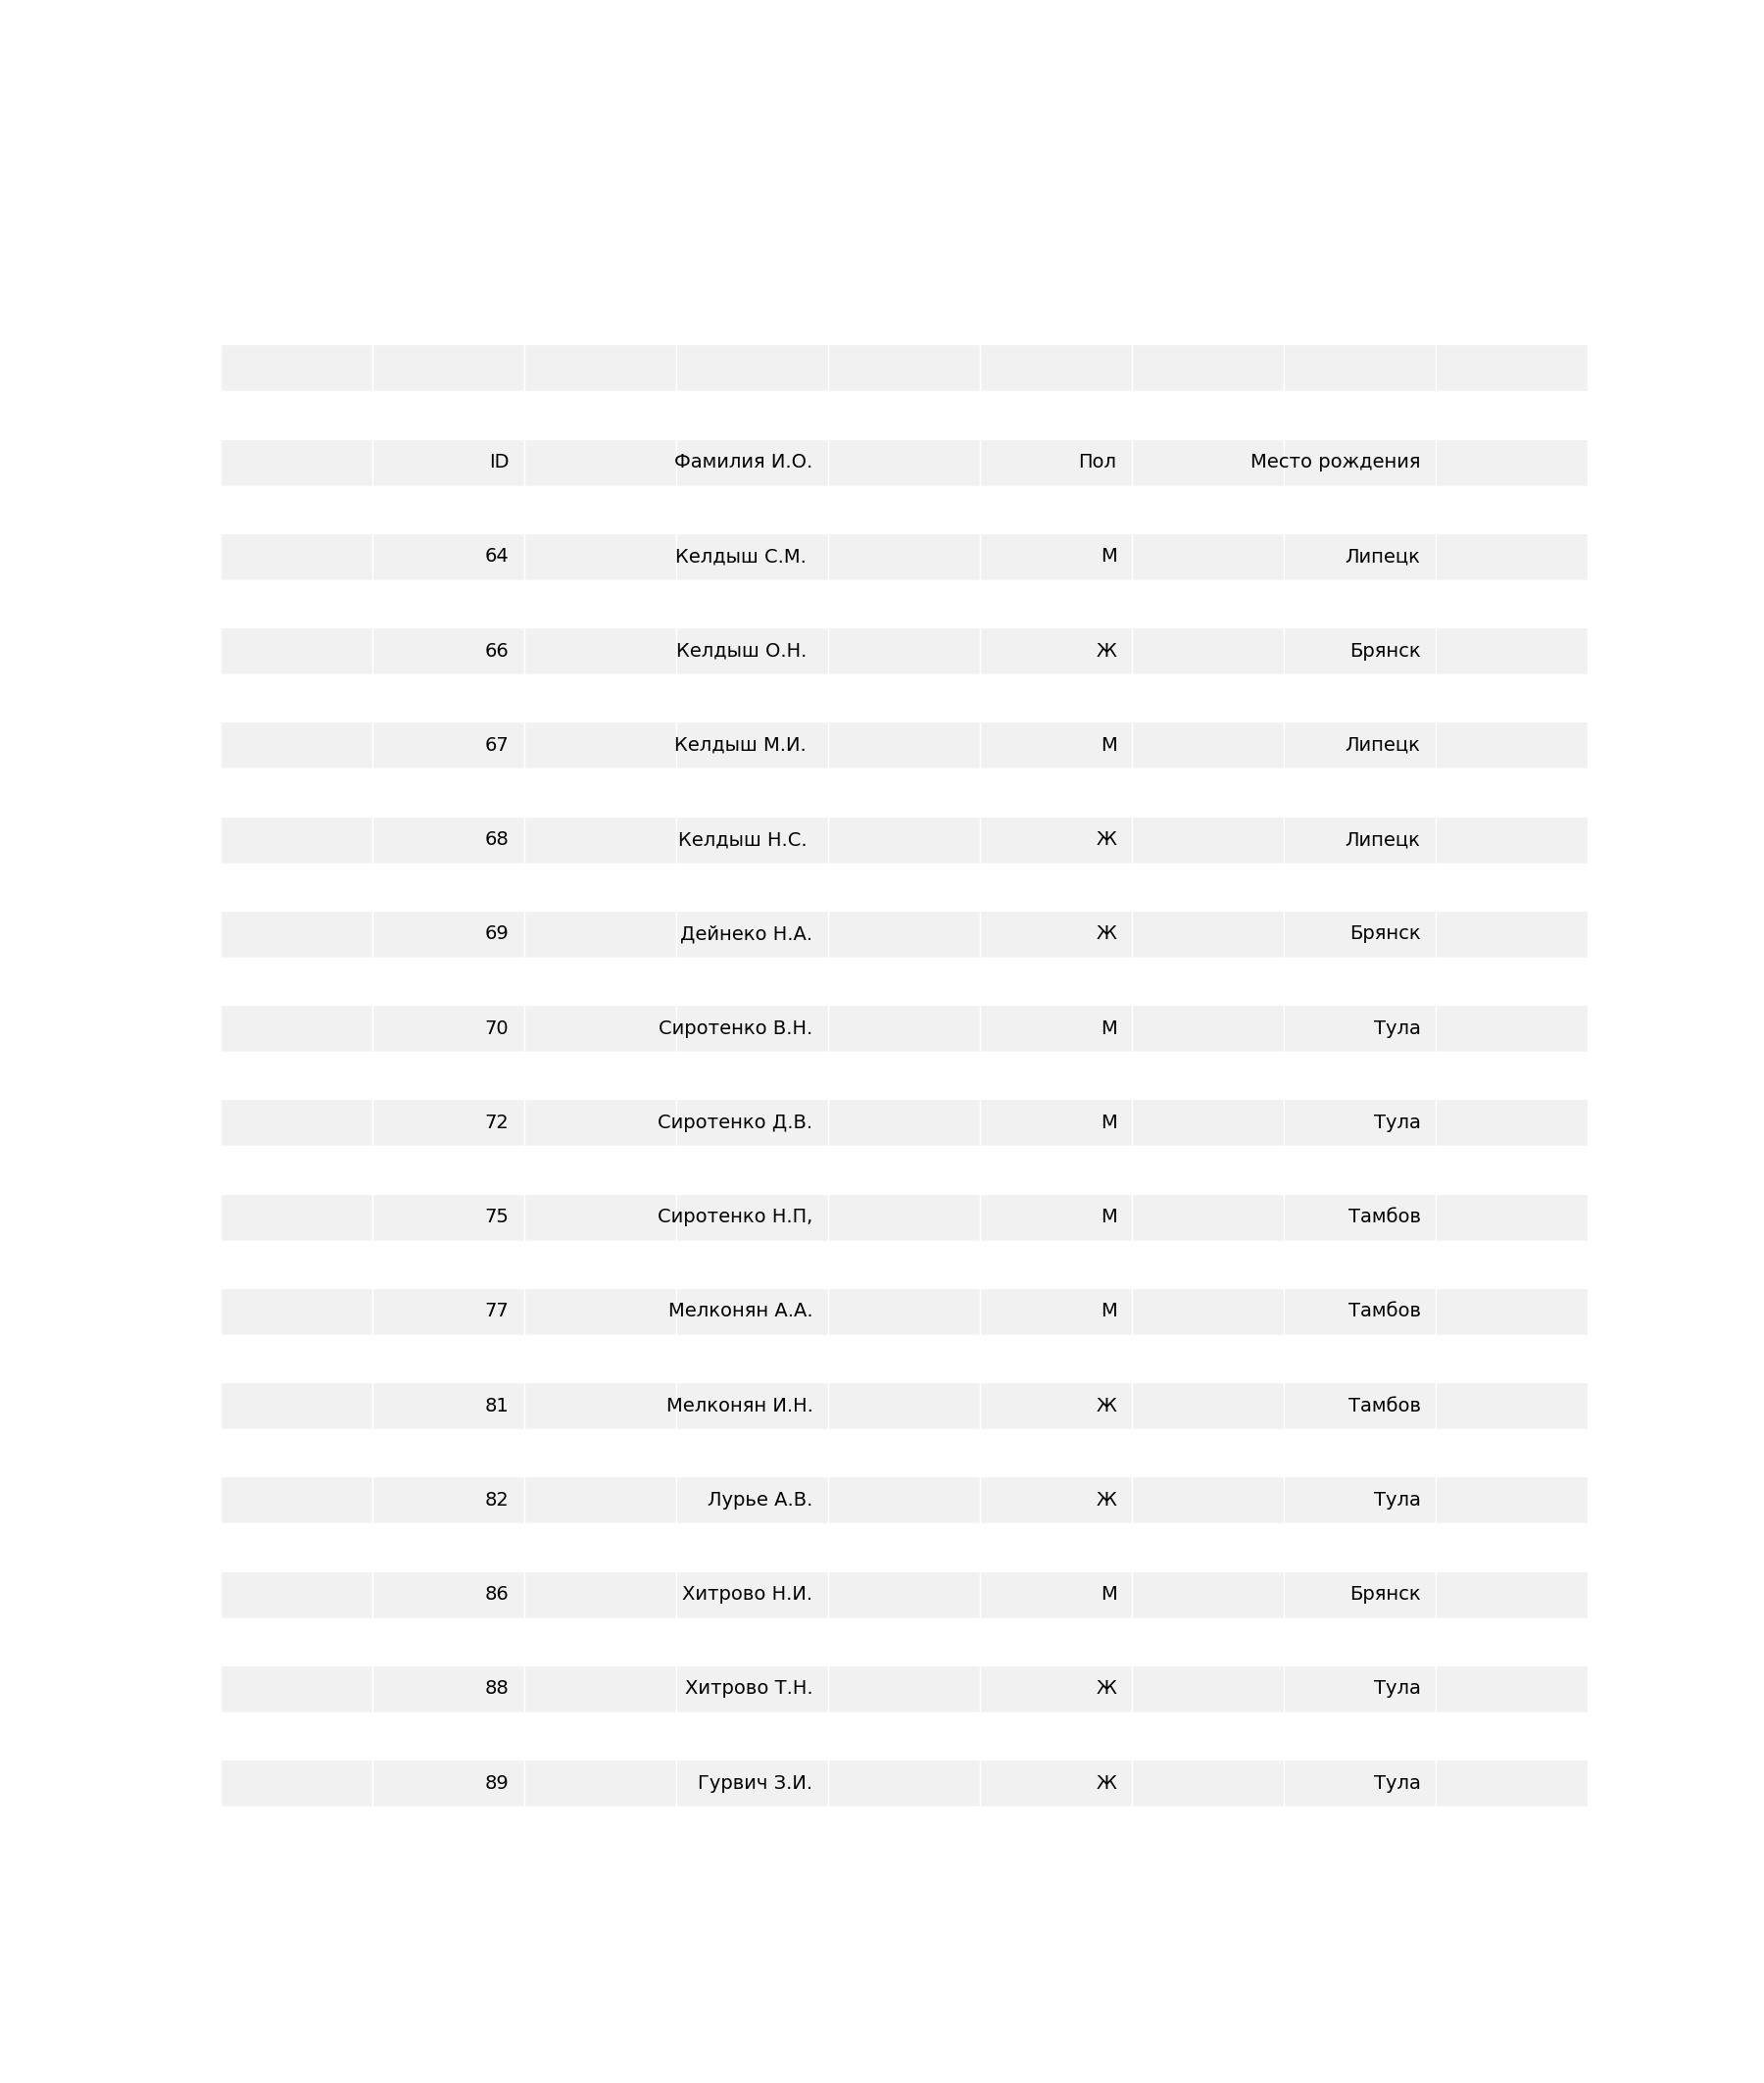 ID Фамилия И.О. Пол Место рождения
64 Келдыш С.М. М Липецк
66 Келдыш О.Н. Ж Брянск
67 Келдыш М.И. М Липецк
68 Келдыш Н.С. Ж Липецк
69 Дейнеко Н.А. Ж Брянск
70 Сиротенко В.Н. М Тула
72 Сиротенко Д.В. М Тула
75 Сиротенко Н.П, М Тамбов
77 Мелконян А.А. М Тамбов
81 Мелконян И.Н. Ж Тамбов
82 Лурье А.В. Ж Тула
86 Хитрово Н.И. М Брянск
88 Хитрово Т.Н. Ж Тула
89 Гурвич З.И. Ж Тула